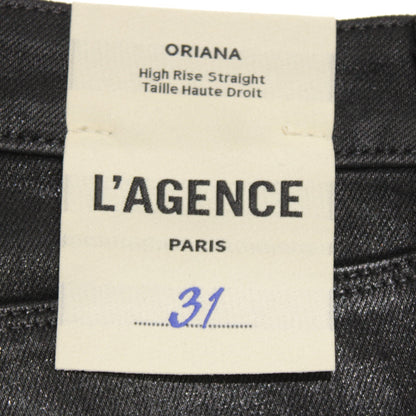 ORIANA
High Rise Straight
Taille Haute Droit
L'AGENCE
PARIS
31